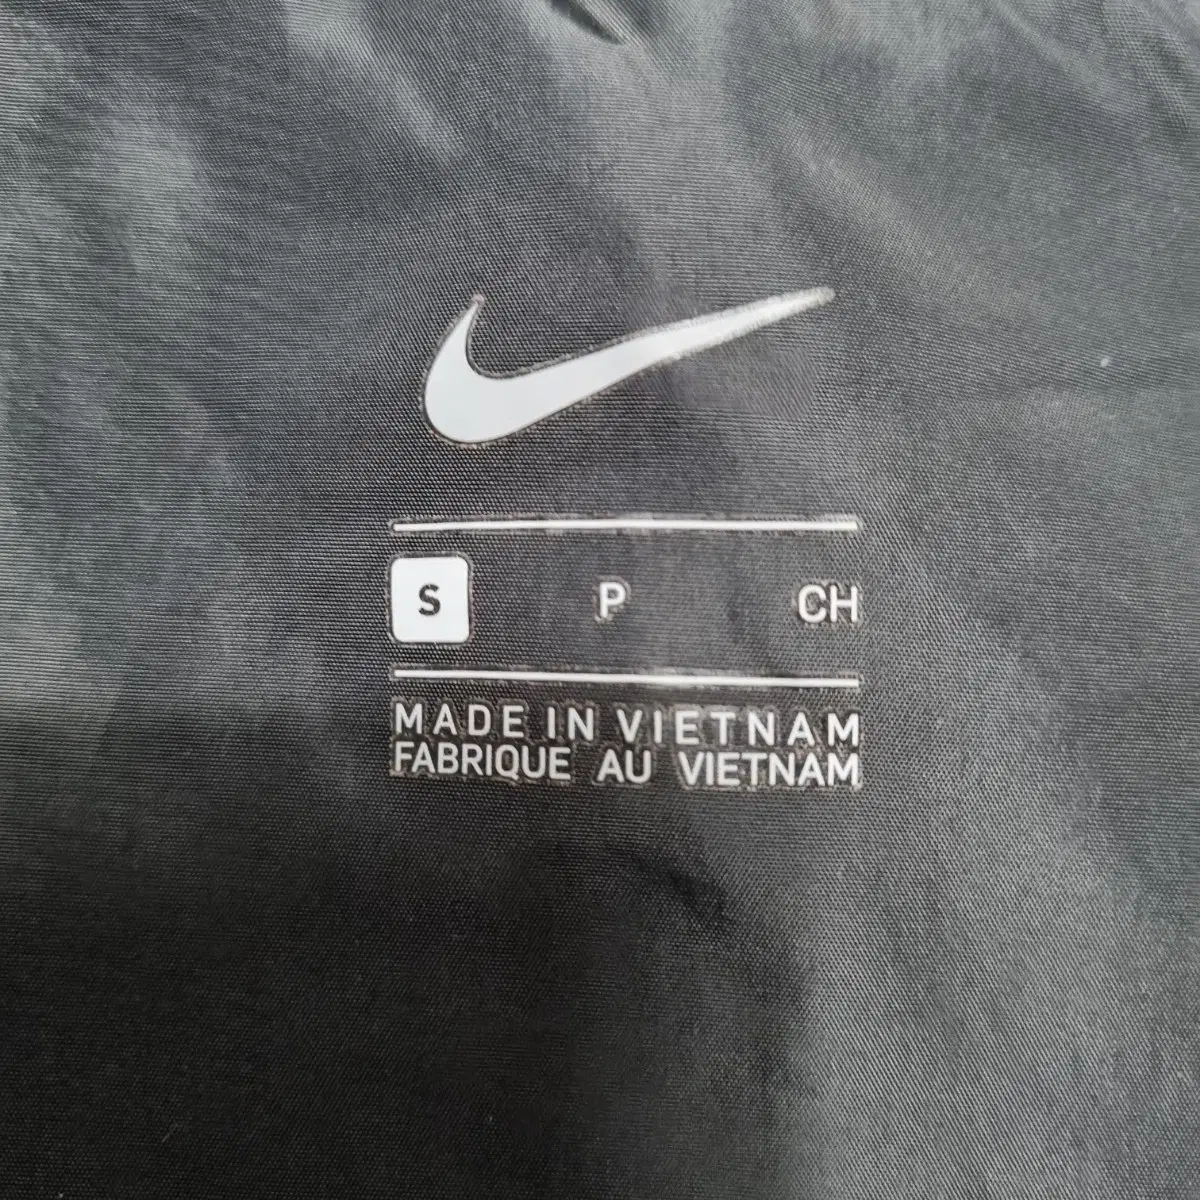 S P CH
MADE IN VIETNAM
FABRIQUE AU VIETNAM